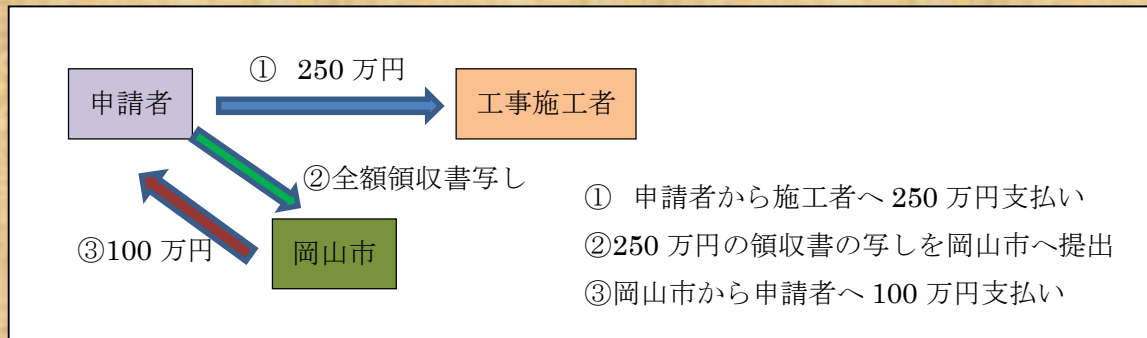 ① 250 万円
申請者
工事施工者
②全額領収書写し
③100 万円
岡山市
① 申請者から施工者へ 250 万円支払い
②250 万円の領収書の写しを岡山市へ提出
③岡山市から申請者へ 100 万円支払い